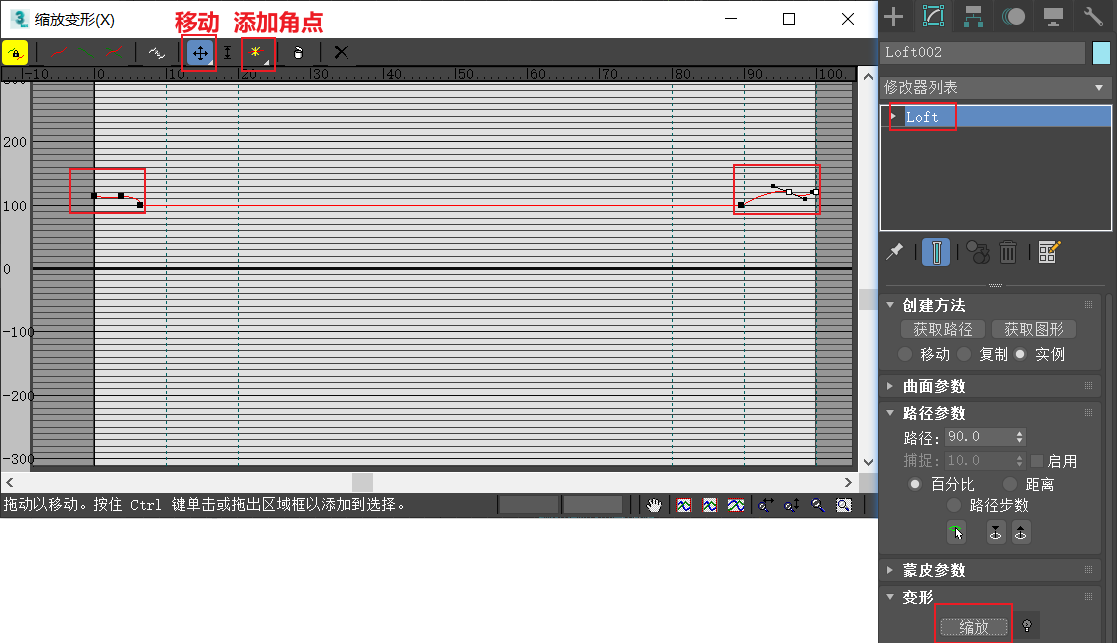 缩放变形(X)
移动 添加角点
-10 0 10 20 30 40 50 60 70 80 90 100
200
100
0
-100
-200
-300
拖动以移动。按住 Ctrl 键单击或拖出区域框以添加到选择。
Loft002
修改器列表
Loft
创建方法
获取路径 获取图形
移动 复制 实例
曲面参数
路径参数
路径: 90.0
捕捉: 10.0 启用
百分比 距离
路径步数
蒙皮参数
变形
缩放